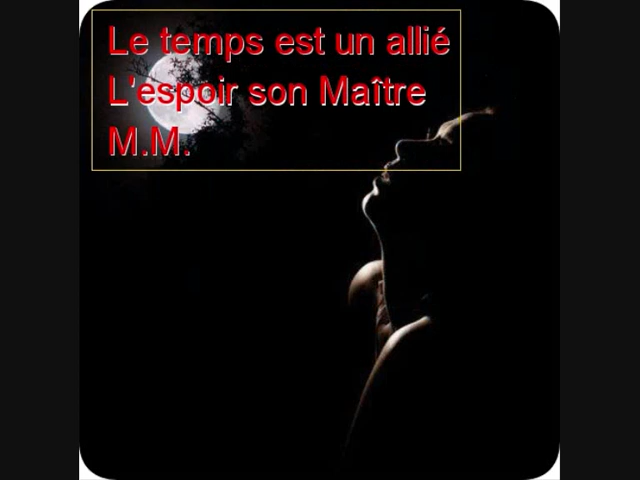 Le temps est un allié
L'espoir son Maître
M.M.